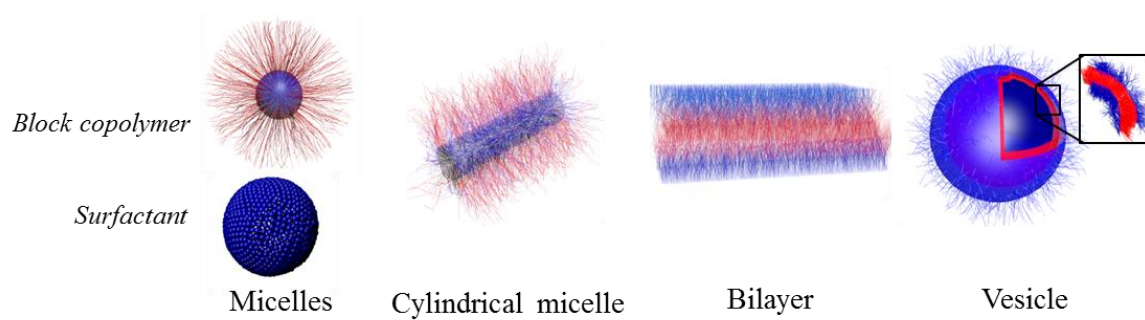 Block copolymer
Surfactant
Micelles
Cylindrical micelle
Bilayer
Vesicle